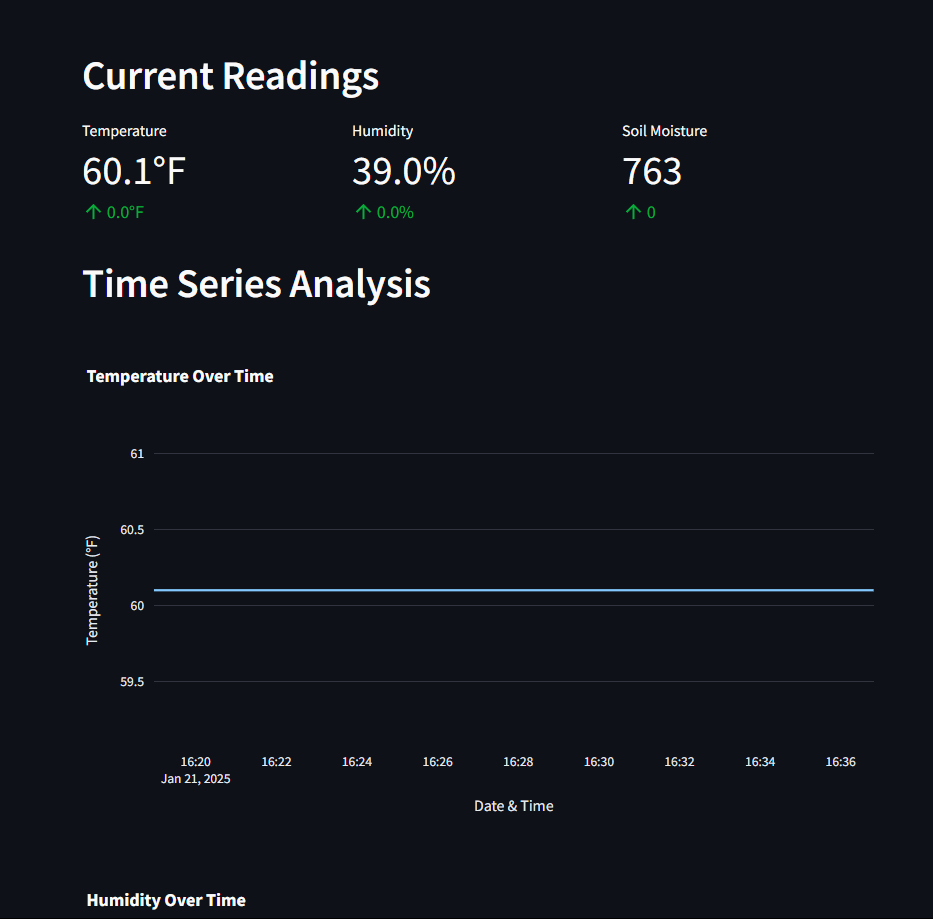 Current Readings
Temperature Humidity Soil Moisture
60.1°F 39.0% 763
↑ 0.0°F ↑ 0.0% ↑ 0
Time Series Analysis
Temperature Over Time
61
60.5
60
59.5
Temperature (°F)
16:20 16:22 16:24 16:26 16:28 16:30 16:32 16:34 16:36
Jan 21, 2025
Date & Time
Humidity Over Time